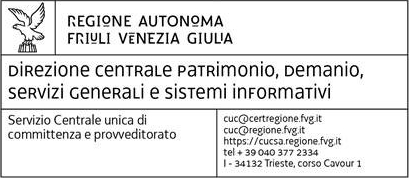 REGIONE AUTONOMA
FRIULI VENEZIA GIULIA
DIREZIONE CENTRALE PATRIMONIO, DEMANIO,
SERVIZI GENERALI E SISTEMI INFORMATIVI
Servizio Centrale unica di
committenza e provveditorato
cuc@certregione.fvg.it
cuc@regione.fvg.it
https://cucsa.regione.fvg.it
tel + 39 040 377 2334
I - 34132 Trieste, corso Cavour 1